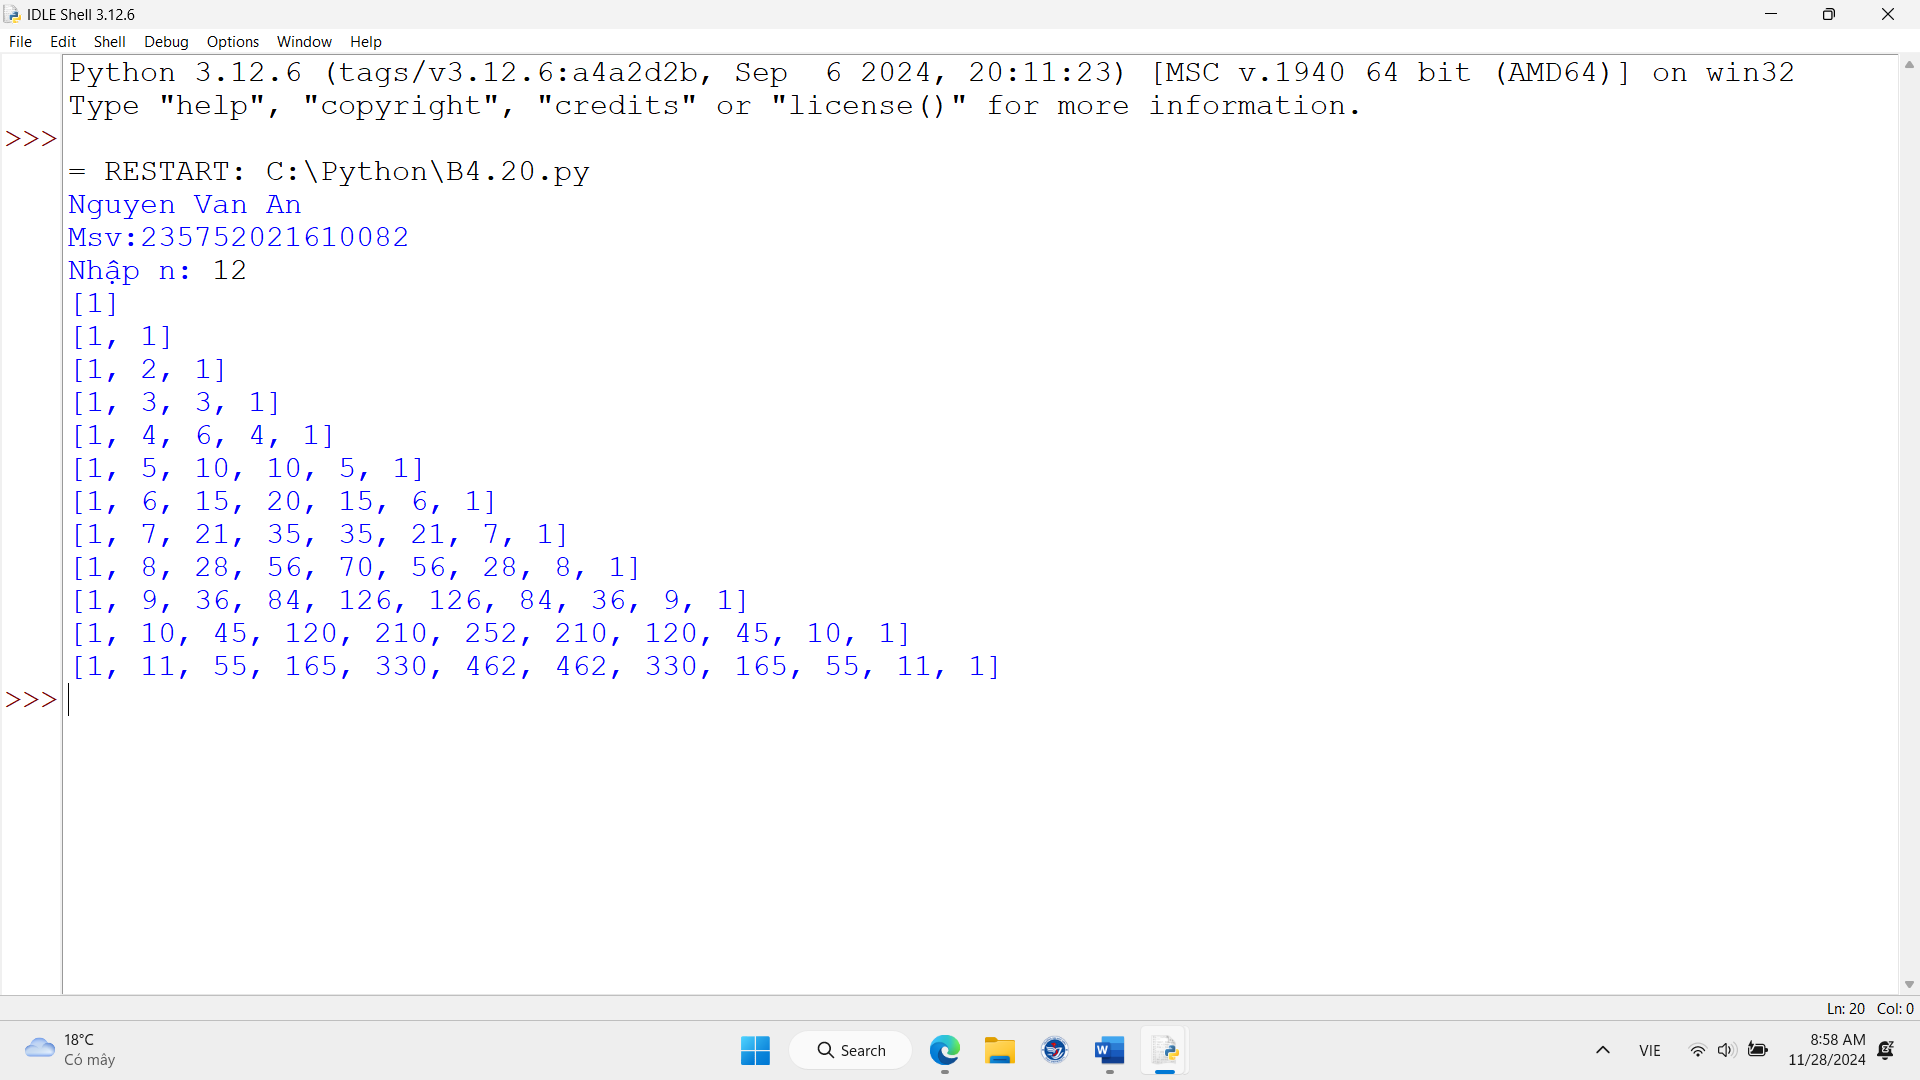 IDLE Shell 3.12.6
File Edit Shell Debug Options Window Help
Python 3.12.6 (tags/v3.12.6:a4a2d2b, Sep  6 2024, 20:11:23) [MSC v.1940 64 bit (AMD64)] on win32
Type "help", "copyright", "credits" or "license()" for more information.
>>>
= RESTART: C:\Python\B4.20.py
Nguyen Van An
Msv:235752021610082
Nhập n: 12
[1]
[1, 1]
[1, 2, 1]
[1, 3, 3, 1]
[1, 4, 6, 4, 1]
[1, 5, 10, 10, 5, 1]
[1, 6, 15, 20, 15, 6, 1]
[1, 7, 21, 35, 35, 21, 7, 1]
[1, 8, 28, 56, 70, 56, 28, 8, 1]
[1, 9, 36, 84, 126, 126, 84, 36, 9, 1]
[1, 10, 45, 120, 210, 252, 210, 120, 45, 10, 1]
[1, 11, 55, 165, 330, 462, 462, 330, 165, 55, 11, 1]
>>>
Ln: 20 Col: 0
18°C
Có mây
Search
VIE
8:58 AM
11/28/2024